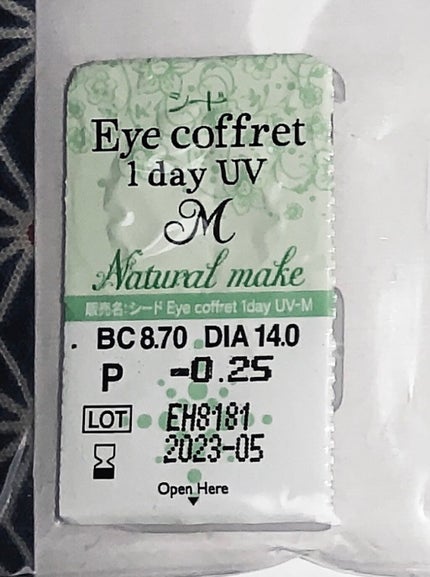 シード
Eye coffret
1 day UV
M
Natural make
販売名:シード Eye coffret 1day UV-M
BC 8.70 DIA 14.0
P -0.25
LOT EH8181
2023-05
Open Here